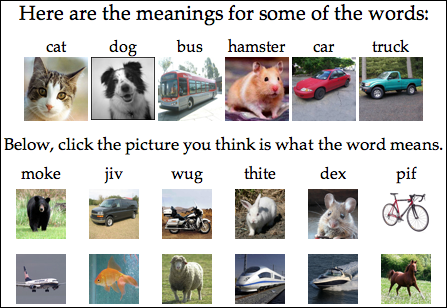 Here are the meanings for some of the words:
cat dog bus hamster car truck
Below, click the picture you think is what the word means.
moke jiv wug thite dex pif